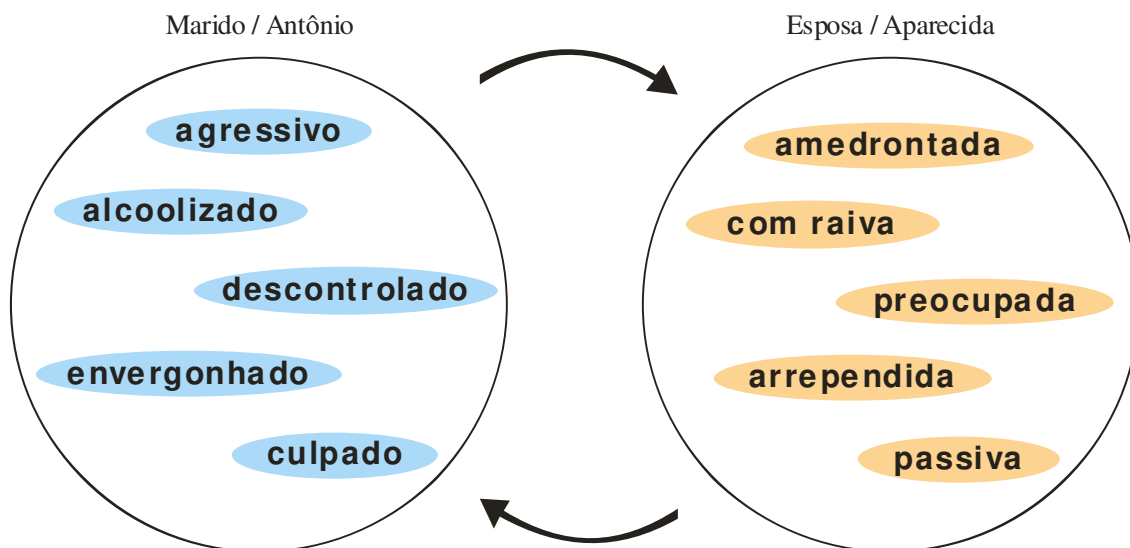 Marido / Antônio
agressivo
alcoolizado
descontrolado
envergonhado
culpado
Esposa / Aparecida
amedrontada
com raiva
preocupada
arrependida
passiva